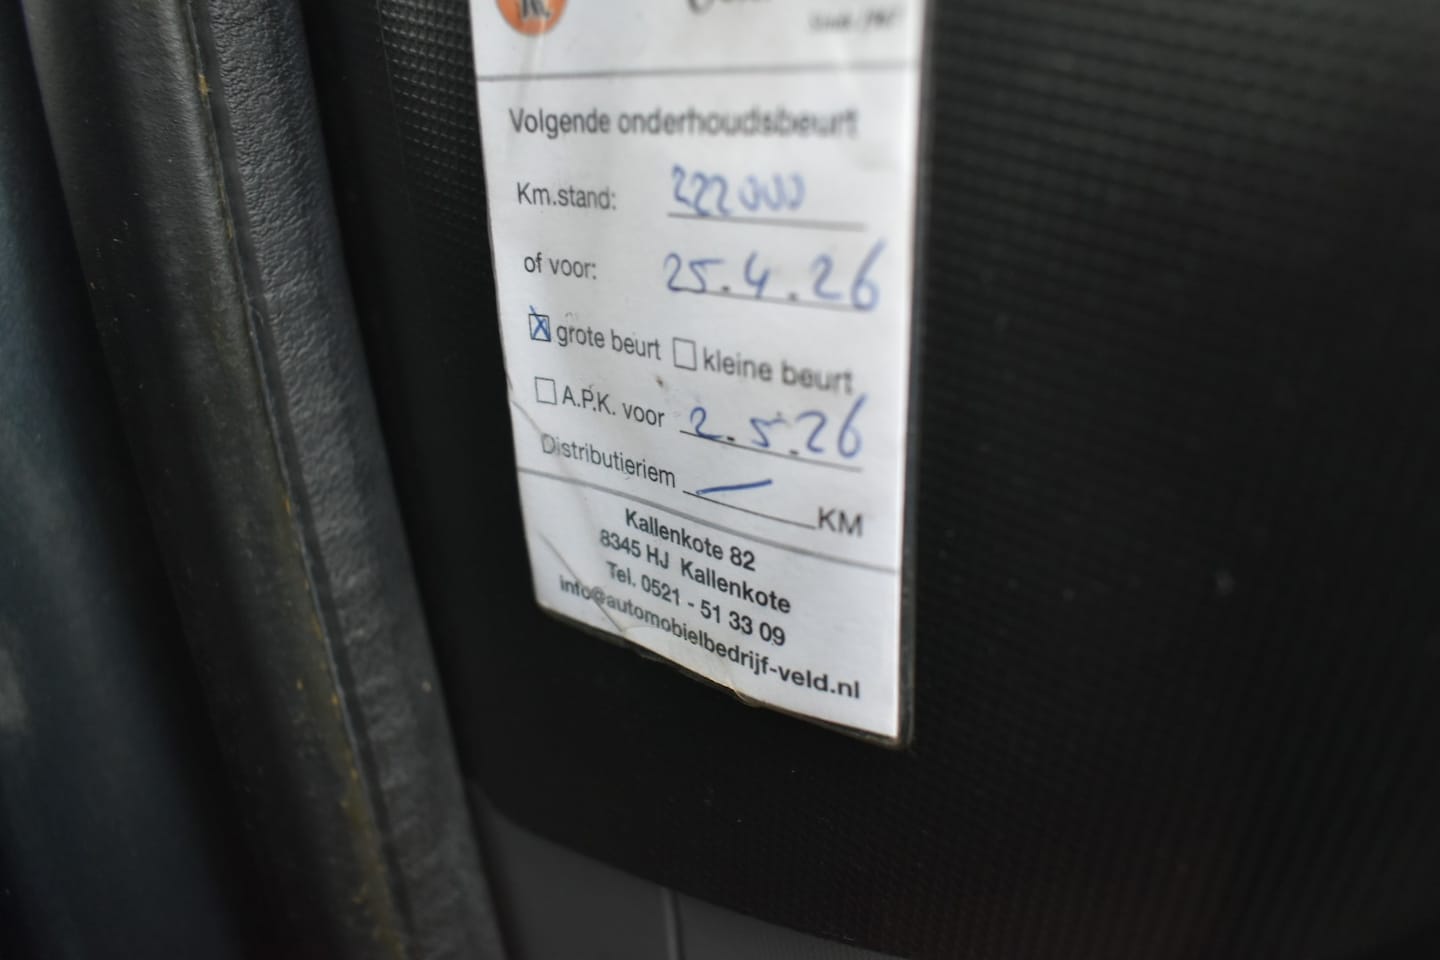 Volgende onderhoudsbeurt
Km.stand: 222000
of voor: 25.4.26
grote beurt kleine beurt
A.P.K. voor 2.5.26
Distributieriem — KM
Kallenkote 82
8345 HJ Kallenkote
Tel. 0521 - 51 33 09
info@automobielbedrijf-veld.nl